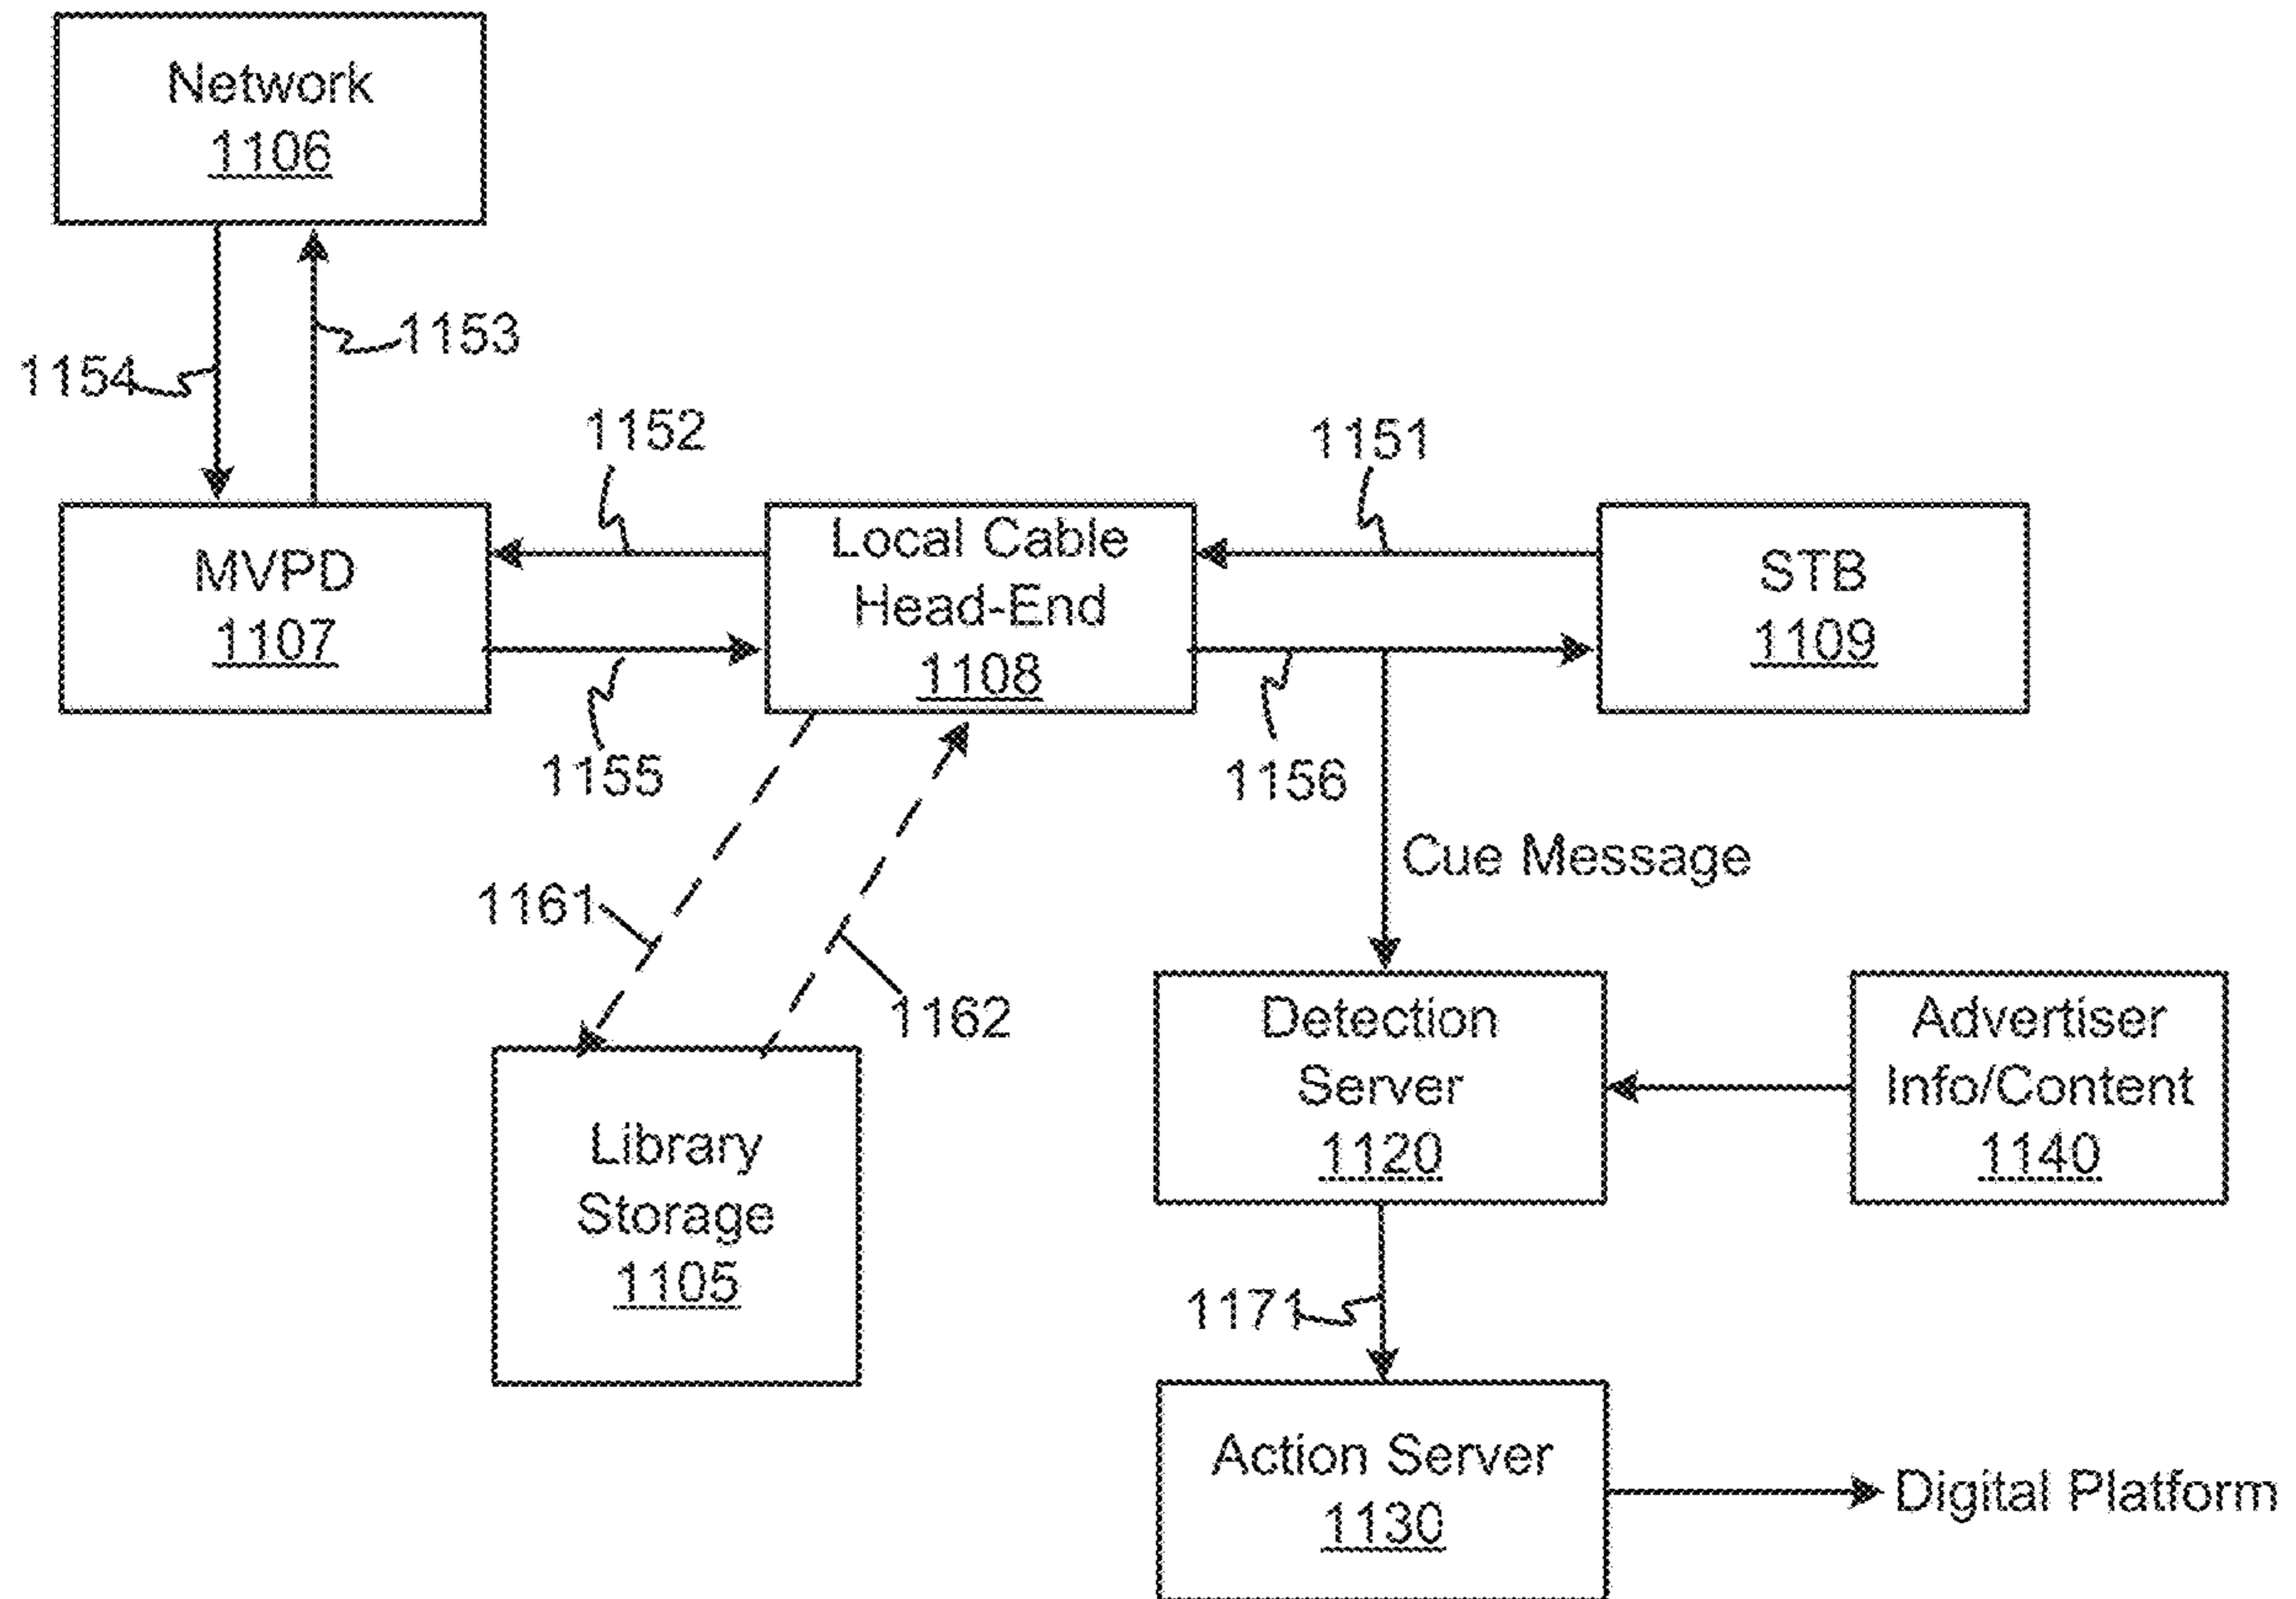 Network
1106
1153
1154
1152
1151
MVPD
1107
Local Cable
Head-End
1108
STB
1109
1155
1156
Cue Message
1161
1162
Detection
Server
1120
Advertiser
Info/Content
1140
Library
Storage
1105
1171
Action Server
1130
Digital Platform